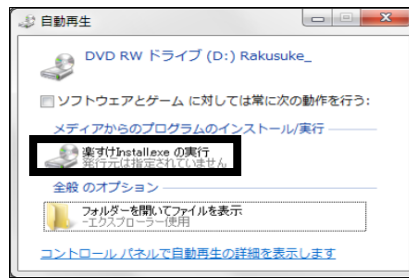 自動再生
DVD RW ドライブ (D:) Rakusuke_
ソフトウェアとゲーム に対しては常に次の動作を行う:
メディアからのプログラムのインストール/実行
楽すけInstall.exe の実行
発行元は指定されていません
全般 のオプション
フォルダーを開いてファイルを表示
-エクスプローラー使用
コントロール パネルで自動再生の詳細を表示します